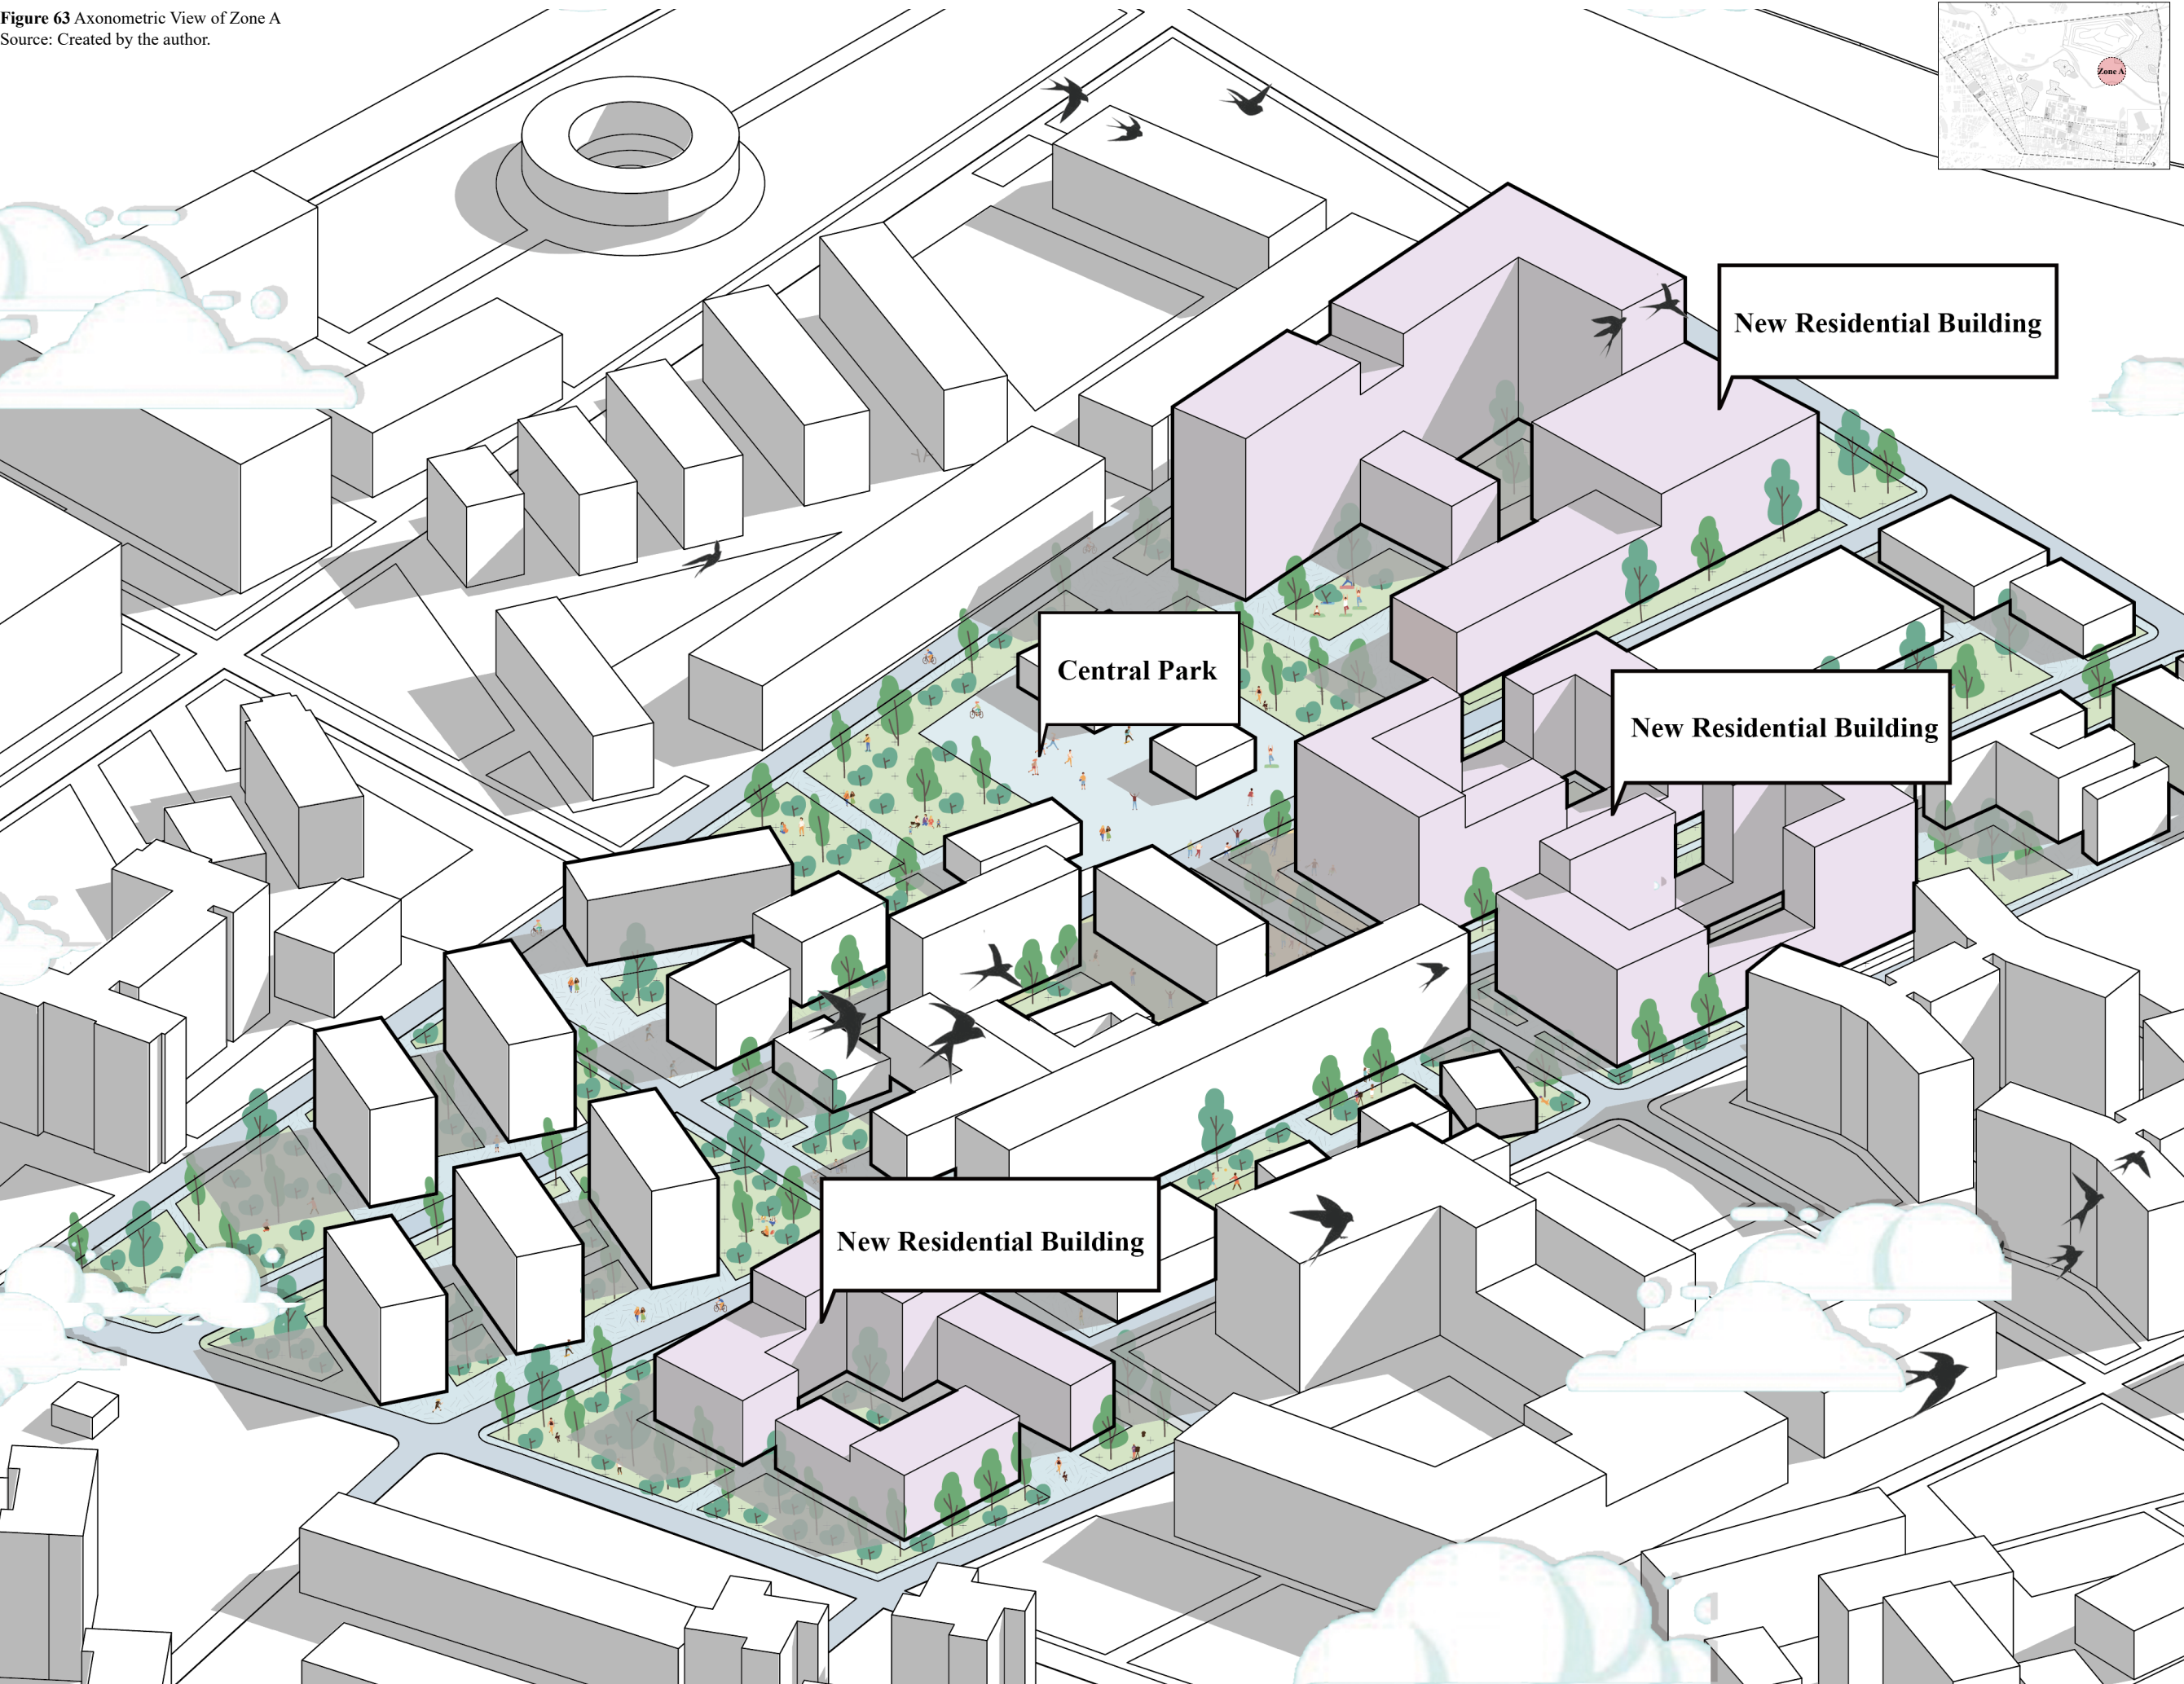 Figure 63 Axonometric View of Zone A
Source: Created by the author.
Zone A
New Residential Building
Central Park
New Residential Building
New Residential Building